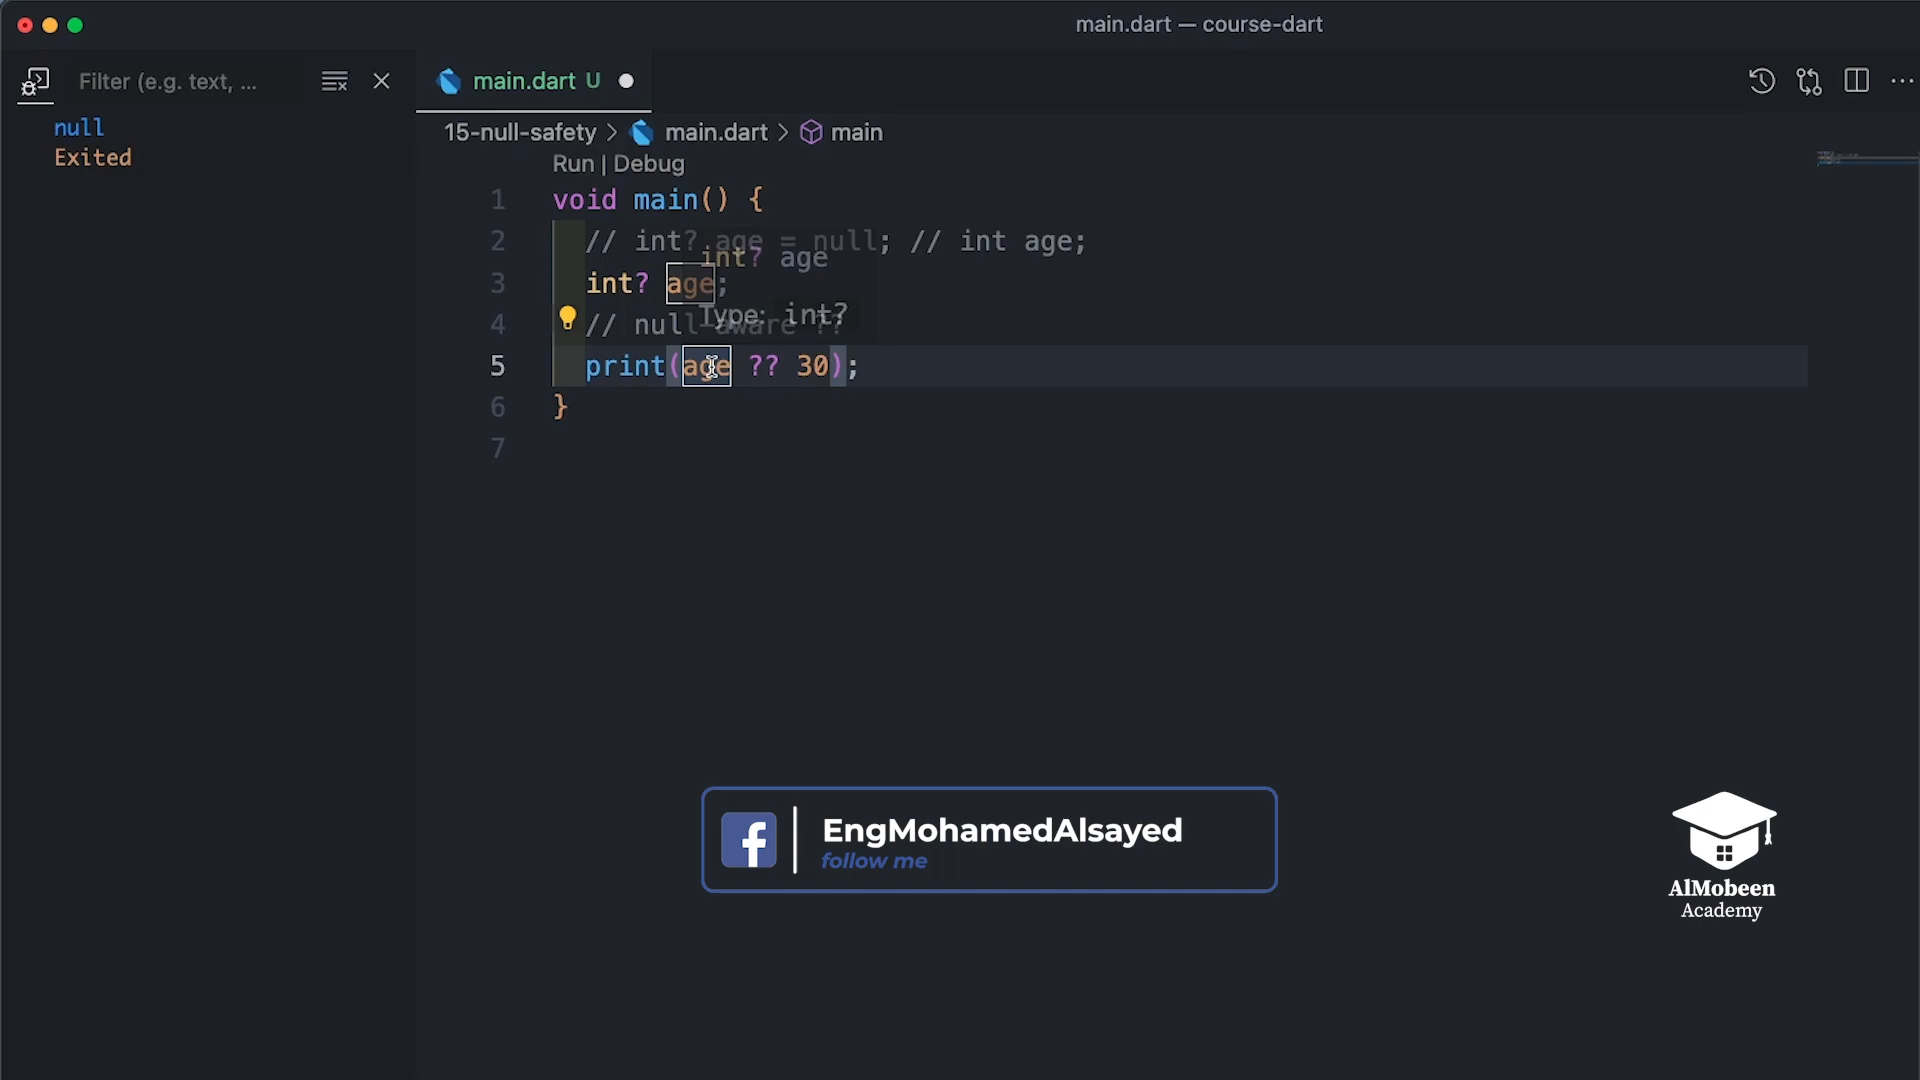 main.dart — course-dart
Filter (e.g. text, ...
main.dart U
null
Exited
15-null-safety > main.dart > main
Run | Debug
1 void main() {
2 // int? age = null; // int age;
int? age
3 int? age;
Type: int?
4 // null-aware ??
5 print(age ?? 30);
6 }
7
EngMohamedAlsayed
follow me
AlMobeen
Academy